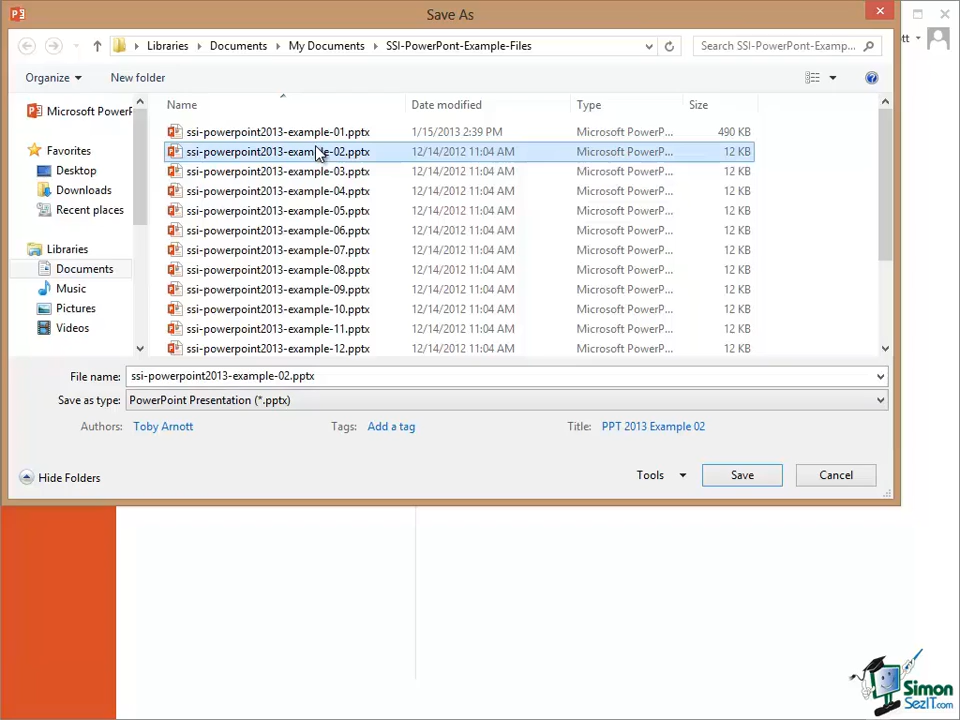 Save As
Libraries Documents My Documents SSI-PowerPont-Example-Files Search SSI-PowerPont-Examp... tt
Organize New folder
Microsoft PowerP
Favorites
Desktop
Downloads
Recent places
Libraries
Documents
Music
Pictures
Videos
Name Date modified Type Size
ssi-powerpoint2013-example-01.pptx 1/15/2013 2:39 PM Microsoft PowerP... 490 KB
ssi-powerpoint2013-example-02.pptx 12/14/2012 11:04 AM Microsoft PowerP... 12 KB
ssi-powerpoint2013-example-03.pptx 12/14/2012 11:04 AM Microsoft PowerP... 12 KB
ssi-powerpoint2013-example-04.pptx 12/14/2012 11:04 AM Microsoft PowerP... 12 KB
ssi-powerpoint2013-example-05.pptx 12/14/2012 11:04 AM Microsoft PowerP... 12 KB
ssi-powerpoint2013-example-06.pptx 12/14/2012 11:04 AM Microsoft PowerP... 12 KB
ssi-powerpoint2013-example-07.pptx 12/14/2012 11:04 AM Microsoft PowerP... 12 KB
ssi-powerpoint2013-example-08.pptx 12/14/2012 11:04 AM Microsoft PowerP... 12 KB
ssi-powerpoint2013-example-09.pptx 12/14/2012 11:04 AM Microsoft PowerP... 12 KB
ssi-powerpoint2013-example-10.pptx 12/14/2012 11:04 AM Microsoft PowerP... 12 KB
ssi-powerpoint2013-example-11.pptx 12/14/2012 11:04 AM Microsoft PowerP... 12 KB
ssi-powerpoint2013-example-12.pptx 12/14/2012 11:04 AM Microsoft PowerP... 12 KB
File name: ssi-powerpoint2013-example-02.pptx
Save as type: PowerPoint Presentation (*.pptx)
Authors: Toby Arnott Tags: Add a tag Title: PPT 2013 Example 02
Hide Folders Tools Save Cancel
Simon
SezIT.com